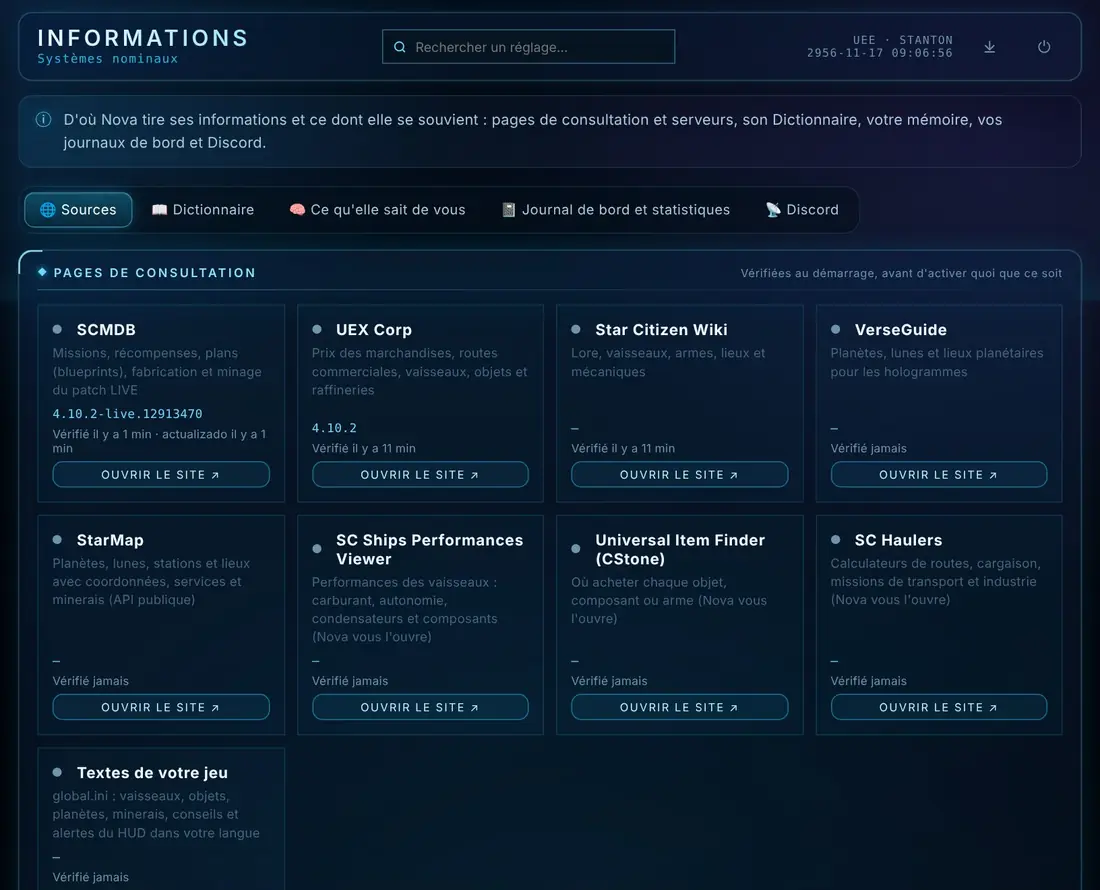 INFORMATIONS
Systèmes nominaux
Rechercher un réglage...
UEE · STANTON
2956-11-17 09:06:56
D'où Nova tire ses informations et ce dont elle se souvient : pages de consultation et serveurs, son Dictionnaire, votre mémoire, vos
journaux de bord et Discord.
Sources
Dictionnaire
Ce qu'elle sait de vous
Journal de bord et statistiques
Discord
PAGES DE CONSULTATION
Vérifiées au démarrage, avant d'activer quoi que ce soit
SCMDB
Missions, récompenses, plans
(blueprints), fabrication et minage
du patch LIVE
4.10.2-live.12913470
Vérifié il y a 1 min · actualizado il y a 1
min
OUVRIR LE SITE ↗
UEX Corp
Prix des marchandises, routes
commerciales, vaisseaux, objets et
raffineries
4.10.2
Vérifié il y a 11 min
OUVRIR LE SITE ↗
Star Citizen Wiki
Lore, vaisseaux, armes, lieux et
mécaniques
—
Vérifié il y a 11 min
OUVRIR LE SITE ↗
VerseGuide
Planètes, lunes et lieux planétaires
pour les hologrammes
—
Vérifié jamais
OUVRIR LE SITE ↗
StarMap
Planètes, lunes, stations et lieux
avec coordonnées, services et
minerais (API publique)
—
Vérifié jamais
OUVRIR LE SITE ↗
SC Ships Performances
Viewer
Performances des vaisseaux :
carburant, autonomie,
condensateurs et composants
(Nova vous l'ouvre)
—
Vérifié jamais
OUVRIR LE SITE ↗
Universal Item Finder
(CStone)
Où acheter chaque objet,
composant ou arme (Nova vous
l'ouvre)
—
Vérifié jamais
OUVRIR LE SITE ↗
SC Haulers
Calculateurs de routes, cargaison,
missions de transport et industrie
(Nova vous l'ouvre)
—
Vérifié jamais
OUVRIR LE SITE ↗
Textes de votre jeu
global.ini : vaisseaux, objets,
planètes, minerais, conseils et
alertes du HUD dans votre langue
—
Vérifié jamais